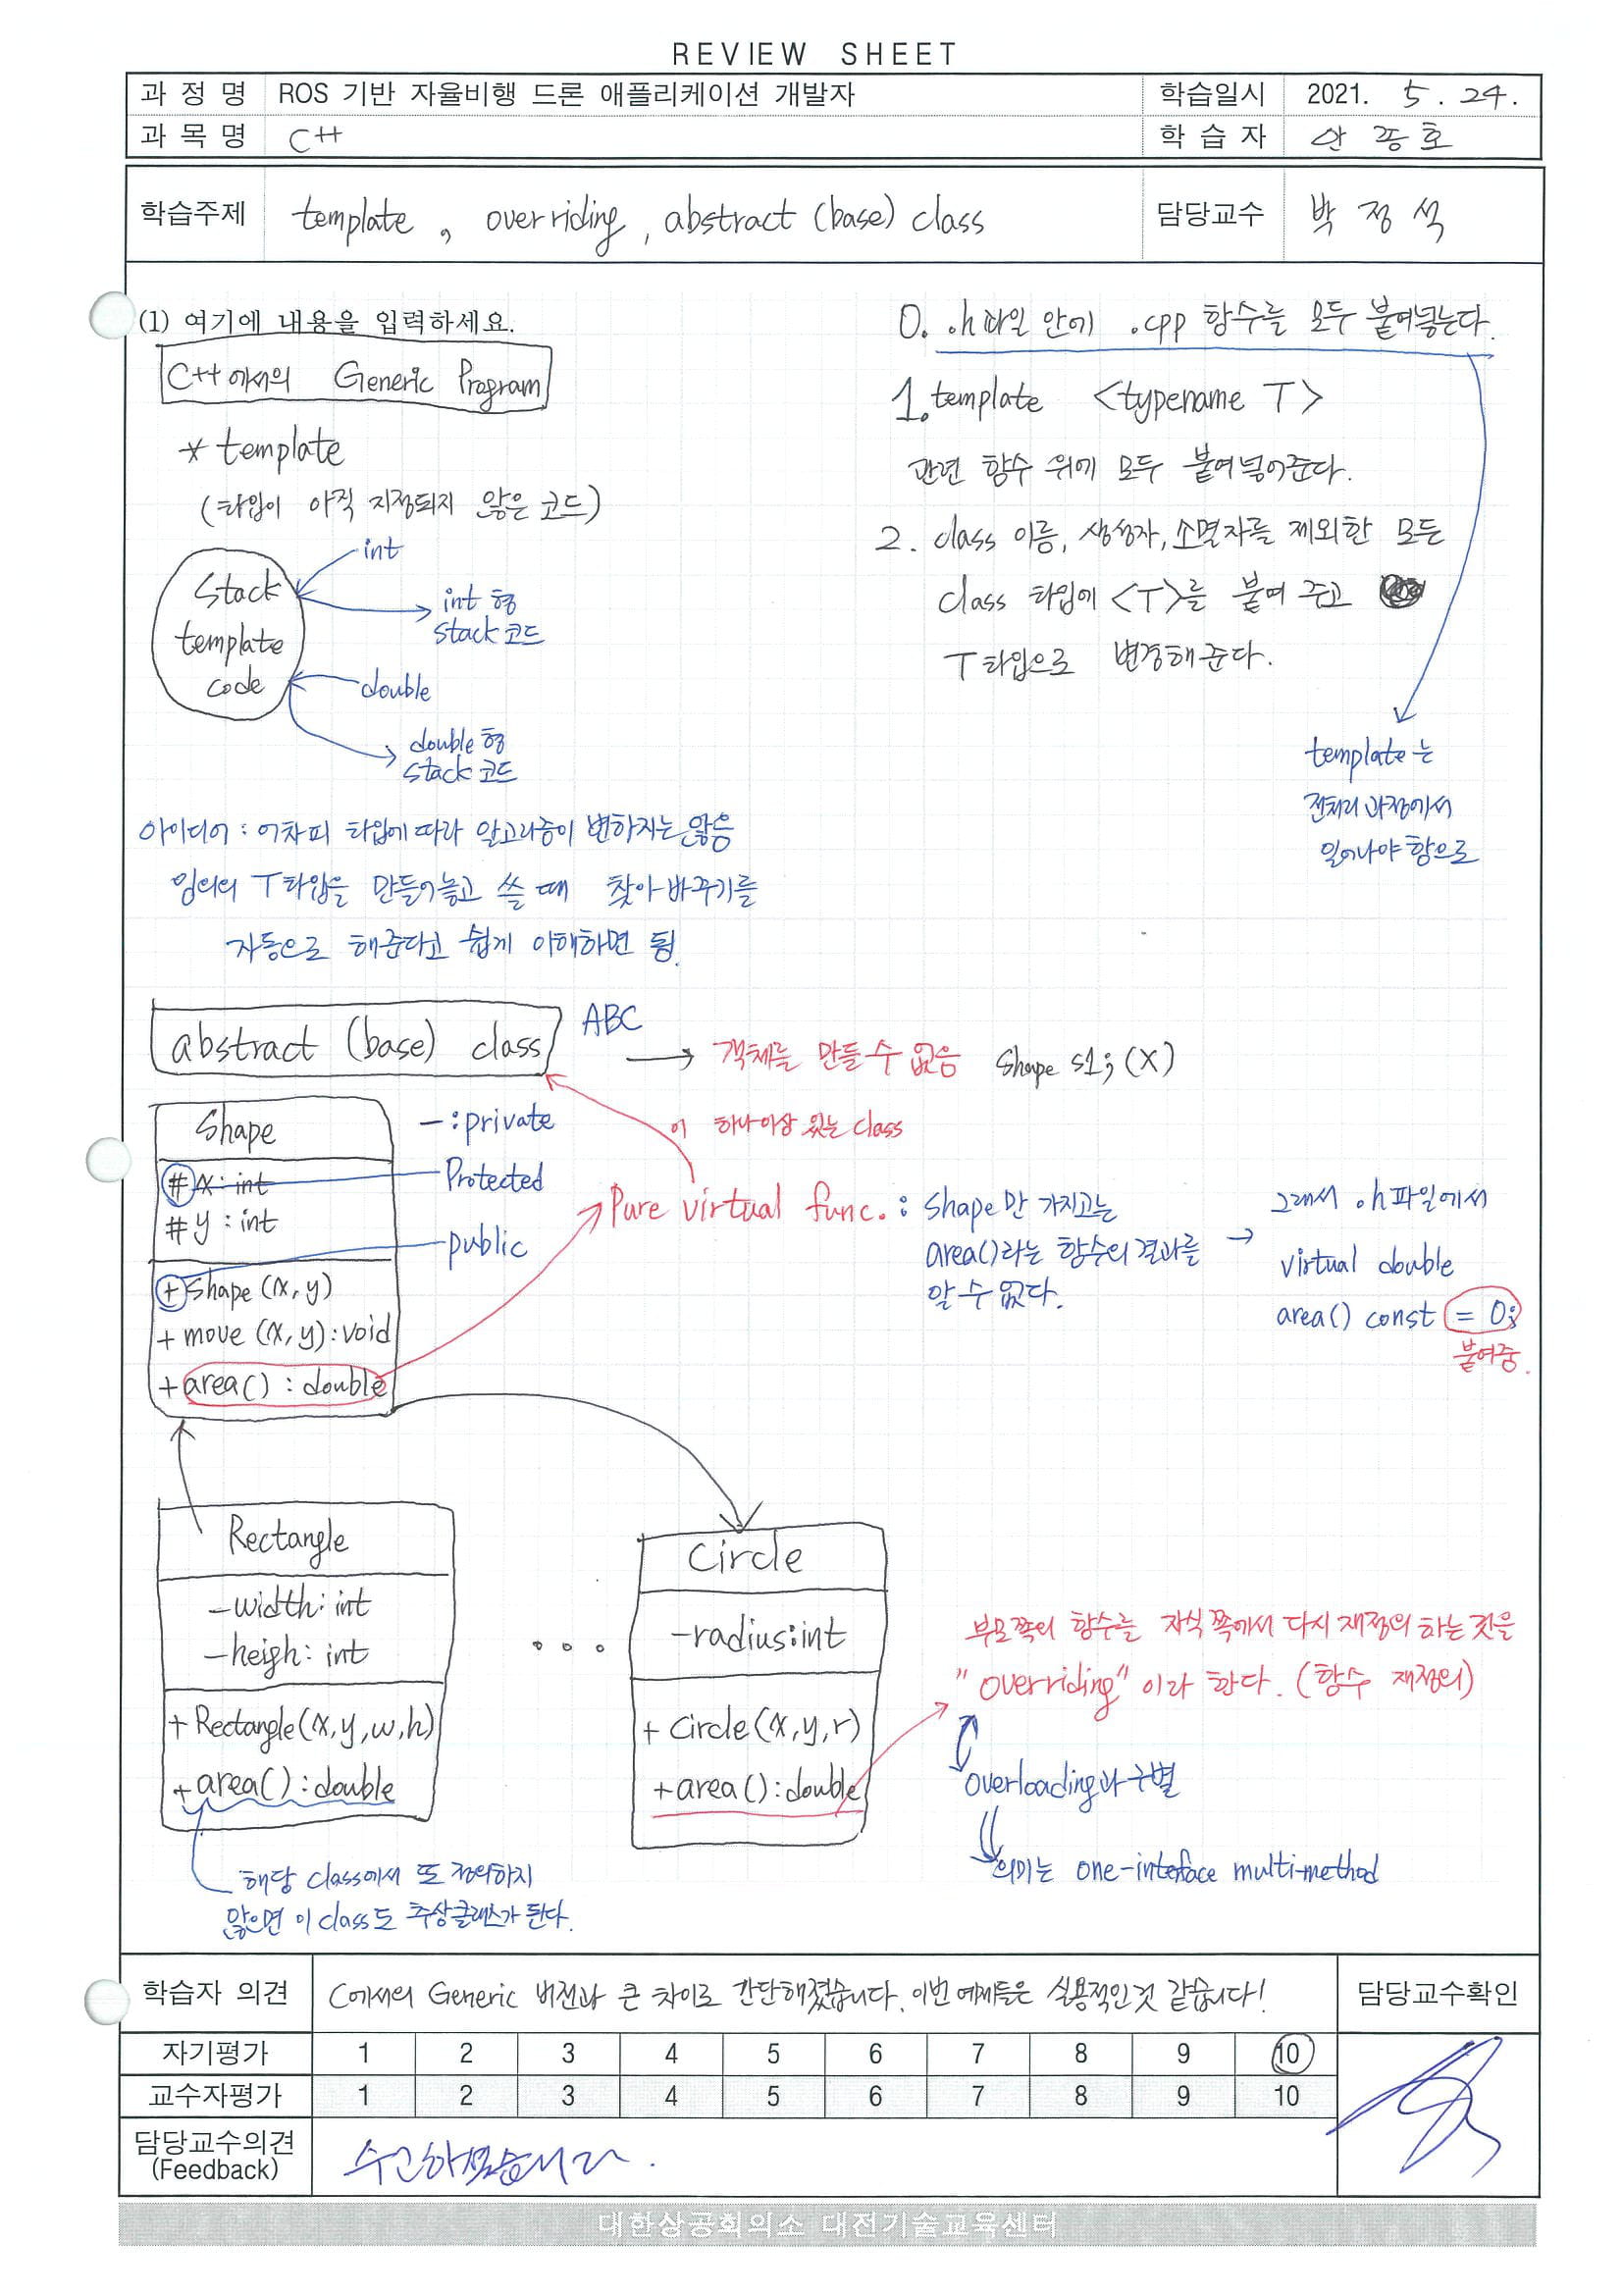 REVIEW SHEET
과 정 명 ROS 기반 자율비행 드론 애플리케이션 개발자 학습일시 2021. 5. 24.
과 목 명 C++ 학 습 자 안 종 호
학습주제 template, overriding, abstract (base) class 담당교수 박 정 석
(1) 여기에 내용을 입력하세요.
C++에서의 Generic Program
* template
(타입이 아직 지정되지 않은 코드)
Stack
template
code
int
int 형
stack 코드
double
double 형
stack 코드
아이디어 : 어차피 타입에 따라 알고리즘이 변하지는 않음
임의의 T타입을 만들어놓고 쓸 때 찾아바꾸기를
자동으로 해준다고 쉽게 이해하면 됨.
0. .h파일 안에 .cpp 함수를 모두 붙여넣는다.
1. template <typename T>
관련 함수 위에 모두 붙여넣어준다.
2. class 이름, 생성자, 소멸자를 제외한 모든
class 타입에 <T>를 붙여 주고
T타입으로 변경해준다.
template는
전처리 과정에서
일어나야 함으로
abstract (base) class
ABC
→ 객체를 만들 수 없음 Shape s1; (X)
이 하나이상 있는 class
Shape
# x : int
# y : int
+ Shape (x, y)
+ move (x, y) : void
+ area() : double
- : private
Protected
public
Pure virtual func. : Shape만 가지고는
area()라는 함수의 결과를
알 수 없다.
→ 그래서 .h파일에서
virtual double
area() const = 0;
붙여줌.
Rectangle
- width : int
- heigh : int
+ Rectangle(x, y, w, h)
+ area() : double
해당 class에서 또 정의하지
않으면 이 class도 추상클래스가 된다.
...
Circle
- radius : int
+ Circle(x, y, r)
+ area() : double
부모쪽의 함수를 자식쪽에서 다시 재정의 하는 것을
"Overriding" 이라 한다. (함수 재정의)
overloading과 구별
의미는 one-interface multi-method
학습자 의견 C에서의 Generic 버전과 큰 차이로 간단해졌습니다. 이번 예제들은 실용적인것 같습니다! 담당교수확인
자기평가 1 2 3 4 5 6 7 8 9 10
교수자평가 1 2 3 4 5 6 7 8 9 10
담당교수의견
(Feedback) 수고하셨습니다.
대한상공회의소 대전기술교육센터